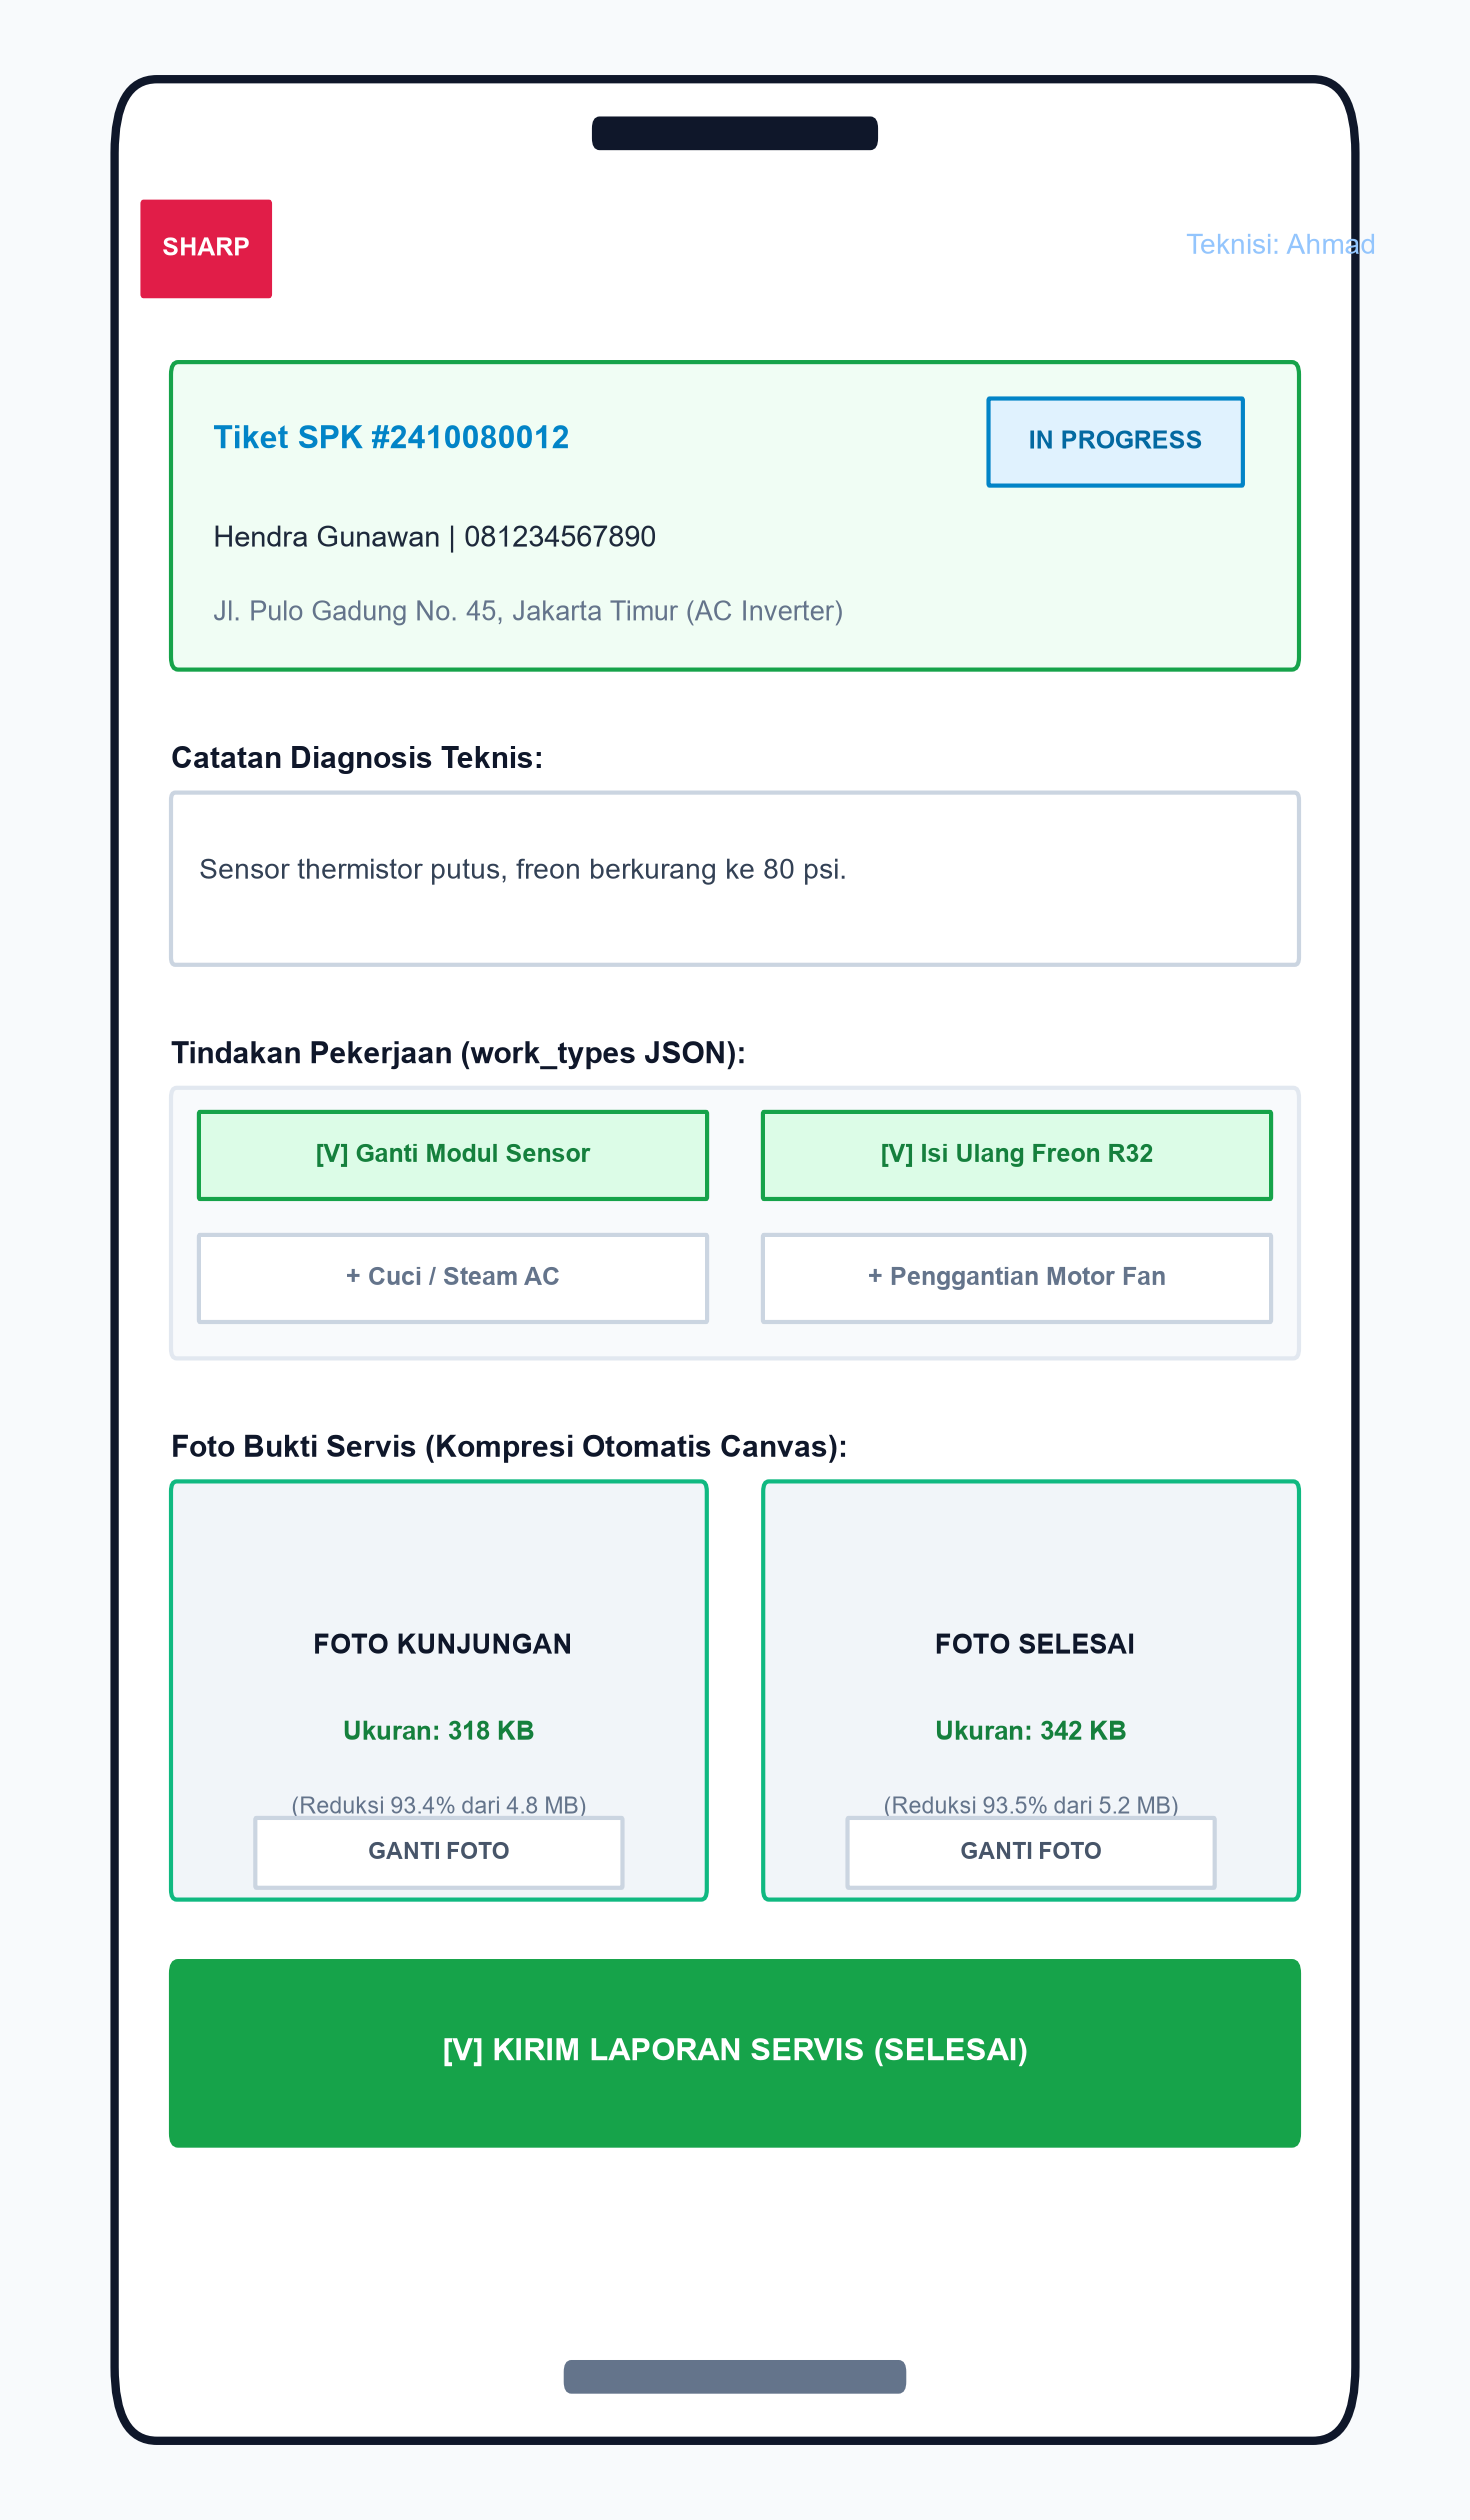 SHARP
Teknisi: Ahmad
Tiket SPK #2410080012
IN PROGRESS
Hendra Gunawan | 081234567890
Jl. Pulo Gadung No. 45, Jakarta Timur (AC Inverter)
Catatan Diagnosis Teknis:
Sensor thermistor putus, freon berkurang ke 80 psi.
Tindakan Pekerjaan (work_types JSON):
[V] Ganti Modul Sensor
[V] Isi Ulang Freon R32
+ Cuci / Steam AC
+ Penggantian Motor Fan
Foto Bukti Servis (Kompresi Otomatis Canvas):
FOTO KUNJUNGAN
Ukuran: 318 KB
(Reduksi 93.4% dari 4.8 MB)
GANTI FOTO
FOTO SELESAI
Ukuran: 342 KB
(Reduksi 93.5% dari 5.2 MB)
GANTI FOTO
[V] KIRIM LAPORAN SERVIS (SELESAI)